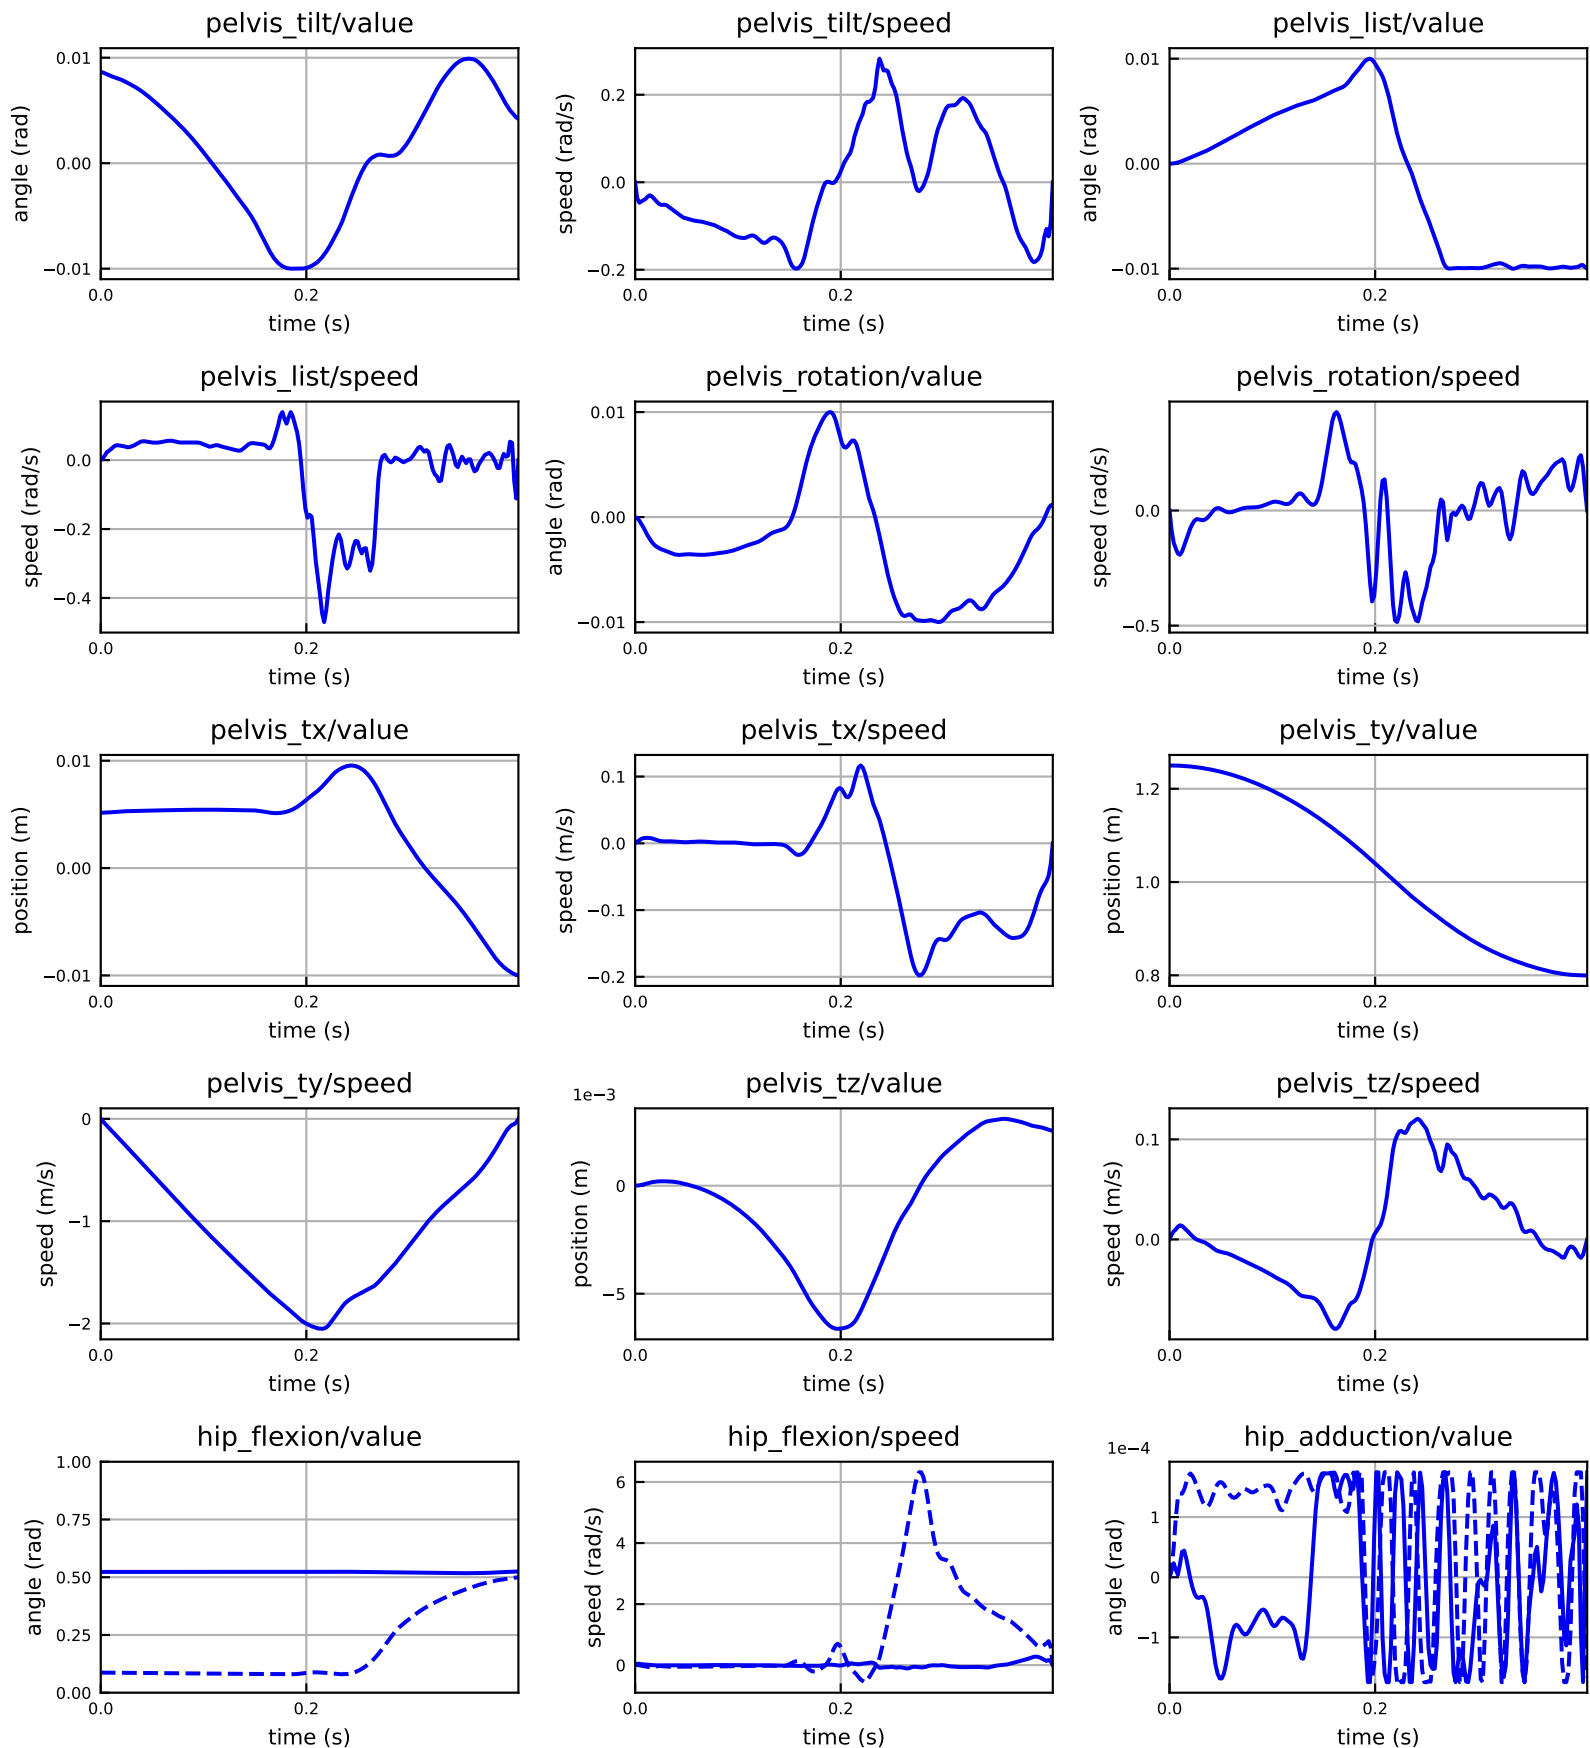 pelvis_tilt/value
pelvis_tilt/speed
pelvis_list/value
angle (rad)
0.01
0.00
−0.01
0.0
0.2
time (s)
speed (rad/s)
0.2
0.0
−0.2
0.0
0.2
time (s)
angle (rad)
0.01
0.00
−0.01
0.0
0.2
time (s)
pelvis_list/speed
pelvis_rotation/value
pelvis_rotation/speed
speed (rad/s)
0.0
−0.2
−0.4
0.0
0.2
time (s)
angle (rad)
0.01
0.00
−0.01
0.0
0.2
time (s)
speed (rad/s)
0.0
−0.5
0.0
0.2
time (s)
pelvis_tx/value
pelvis_tx/speed
pelvis_ty/value
position (m)
0.01
0.00
−0.01
0.0
0.2
time (s)
speed (m/s)
0.1
0.0
−0.1
−0.2
0.0
0.2
time (s)
position (m)
1.2
1.0
0.8
0.0
0.2
time (s)
pelvis_ty/speed
pelvis_tz/value
pelvis_tz/speed
speed (m/s)
0
−1
−2
0.0
0.2
time (s)
1e−3
position (m)
0
−5
0.0
0.2
time (s)
speed (m/s)
0.1
0.0
0.0
0.2
time (s)
hip_flexion/value
hip_flexion/speed
hip_adduction/value
angle (rad)
1.00
0.75
0.50
0.25
0.00
0.0
0.2
time (s)
speed (rad/s)
6
4
2
0
0.0
0.2
time (s)
1e−4
angle (rad)
1
0
−1
0.0
0.2
time (s)